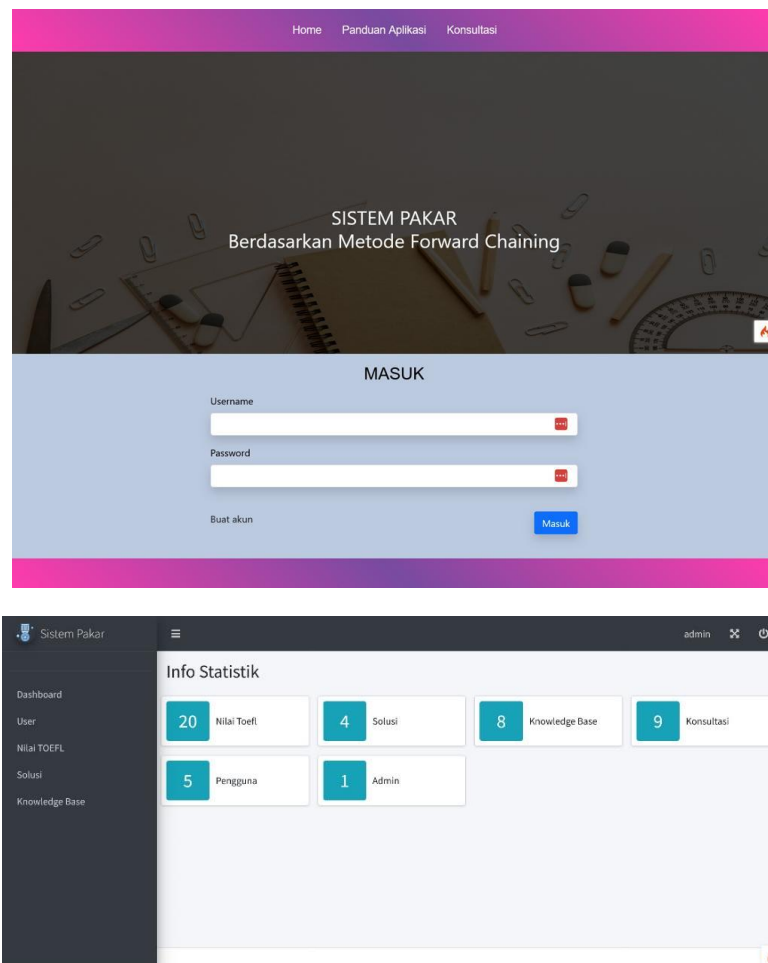 Home Panduan Aplikasi Konsultasi
SISTEM PAKAR
Berdasarkan Metode Forward Chaining
MASUK
Username
Password
Buat akun
Masuk
Sistem Pakar
admin
Info Statistik
Dashboard
User
Nilai TOEFL
Solusi
Knowledge Base
20 Nilai Toefl
4 Solusi
8 Knowledge Base
9 Konsultasi
5 Pengguna
1 Admin